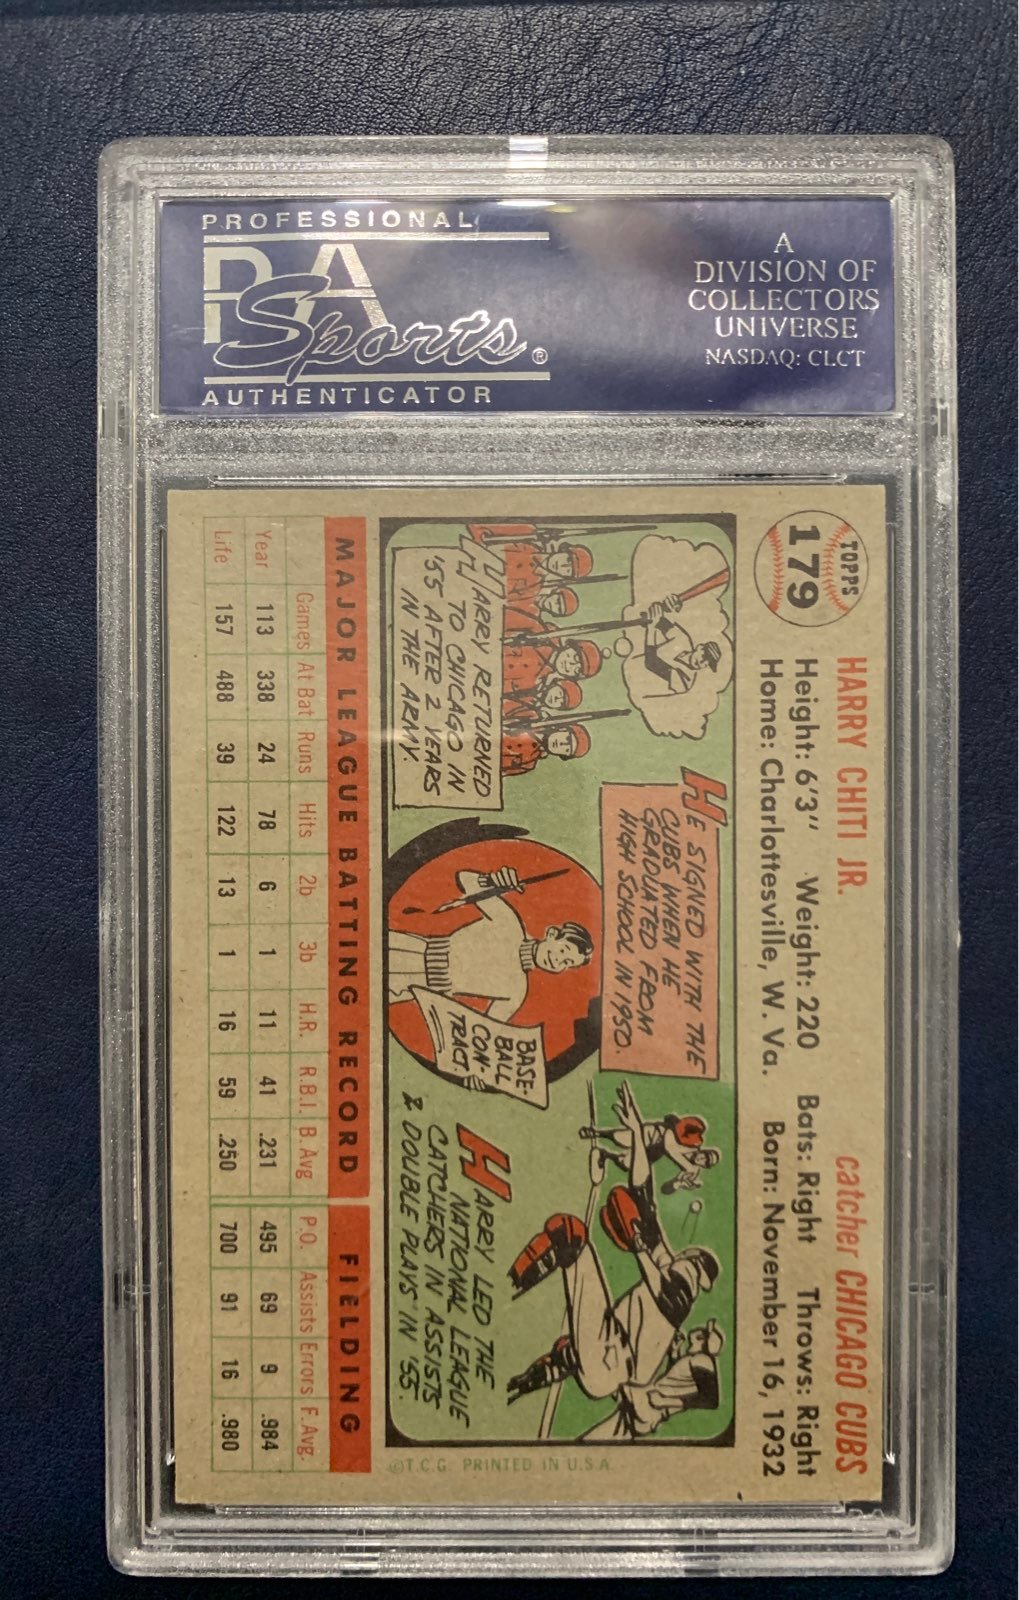 PROFESSIONAL
PSA
Sports®
AUTHENTICATOR
A
DIVISION OF
COLLECTORS
UNIVERSE
NASDAQ: CLCT
TOPPS
179
HARRY CHITI JR.
catcher CHICAGO CUBS
Height: 6'3" Weight: 220 Bats: Right Throws: Right
Home: Charlottesville, W. Va. Born: November 16, 1932
HARRY RETURNED
TO CHICAGO IN
'55 AFTER 2 YEARS
IN THE ARMY.
HE SIGNED WITH THE
CUBS WHEN HE
GRADUATED FROM
HIGH SCHOOL IN 1950.
BASE-
BALL
CON-
TRACT.
HARRY LED THE
NATIONAL LEAGUE
CATCHERS IN ASSISTS
& DOUBLE PLAYS IN '55.
©T.C.G. PRINTED IN U.S.A.
MAJOR LEAGUE BATTING RECORD FIELDING
Games At Bat Runs Hits 2b 3b H.R. R.B.I. B. Avg P.O. Assists Errors F. Avg.
Year 113 338 24 78 6 1 11 41 .231 495 69 9 .984
Life 157 488 39 122 13 1 16 59 .250 700 91 16 .980